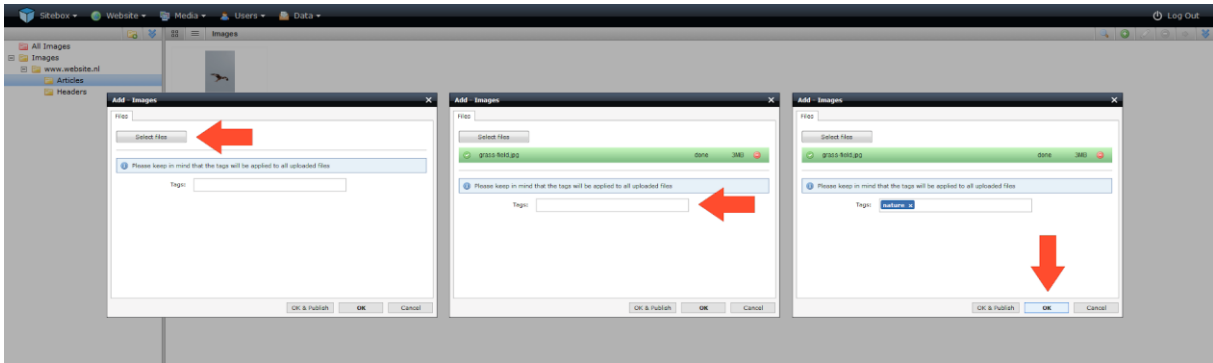 Sitebox Website Media Users Data Log Out
Images
All Images
Images
www.website.nl
Articles
Headers
Add - Images
Files
Select files
Please keep in mind that the tags will be applied to all uploaded files
Tags:
OK & Publish OK Cancel
Add - Images
Files
Select files
grass-field.jpg done 3MB
Please keep in mind that the tags will be applied to all uploaded files
Tags:
OK & Publish OK Cancel
Add - Images
Files
Select files
grass-field.jpg done 3MB
Please keep in mind that the tags will be applied to all uploaded files
Tags: nature x
OK & Publish OK Cancel